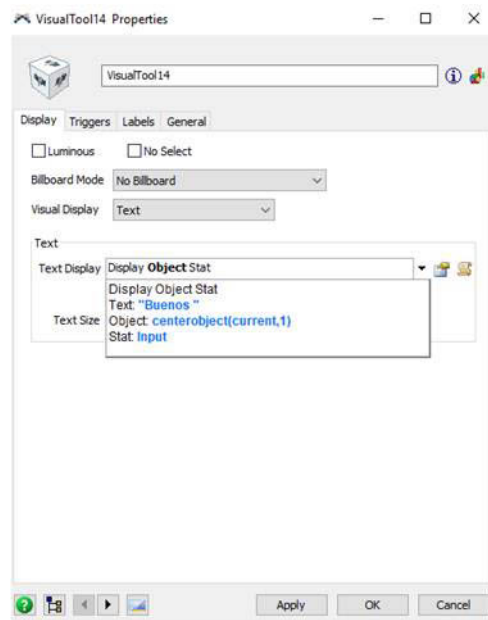 VisualTool14 Properties
VisualTool14
Display Triggers Labels General
Luminous No Select
Billboard Mode No Billboard
Visual Display Text
Text
Text Display Display Object Stat
Display Object Stat
Text: "Buenos "
Object: centerobject(current,1)
Text Size
Stat: Input
Apply OK Cancel